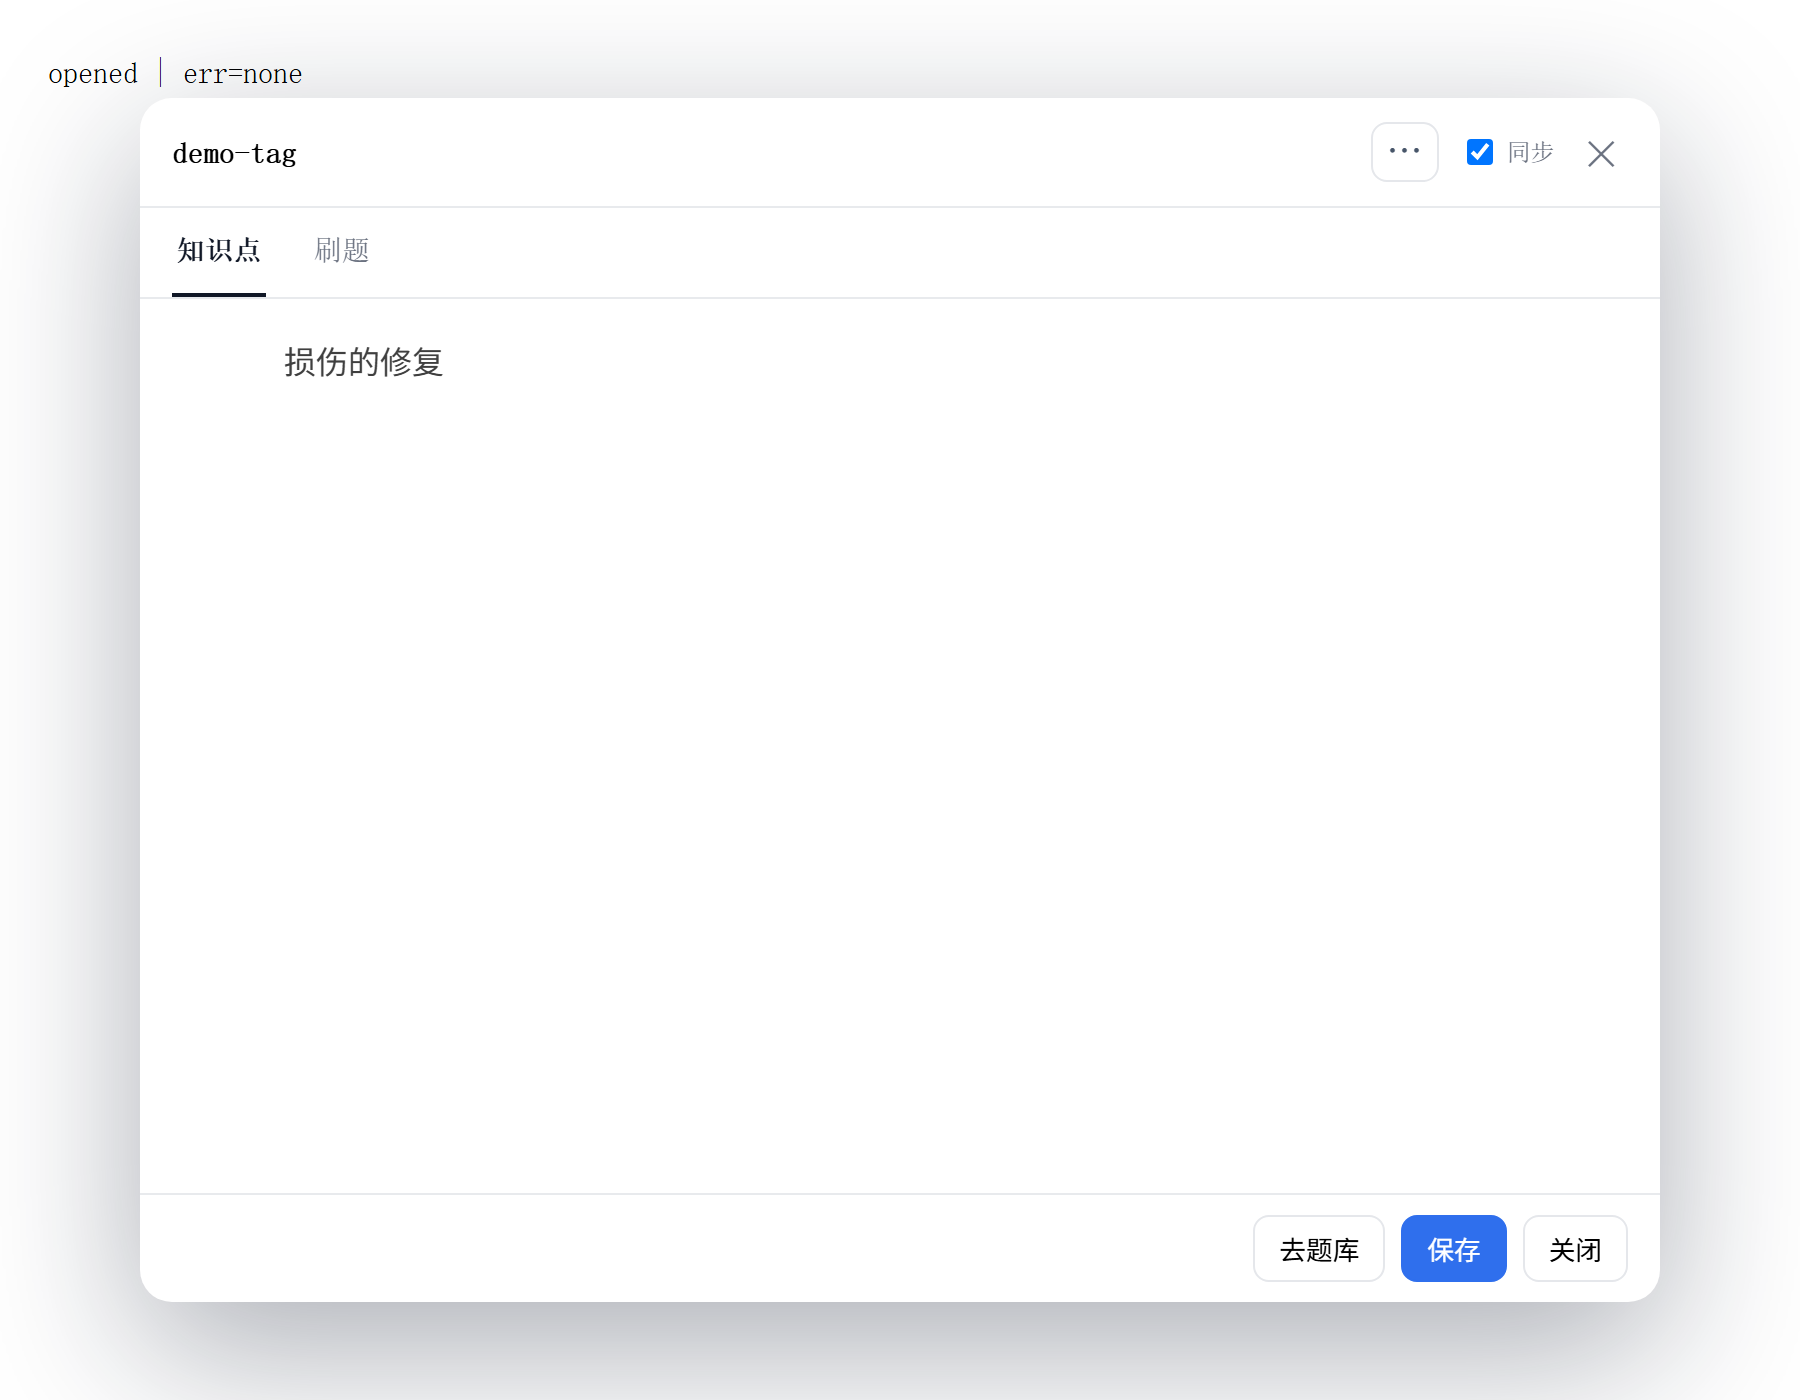 opened | err=none
demo-tag ··· 同步
知识点 刷题
损伤的修复
去题库 保存 关闭